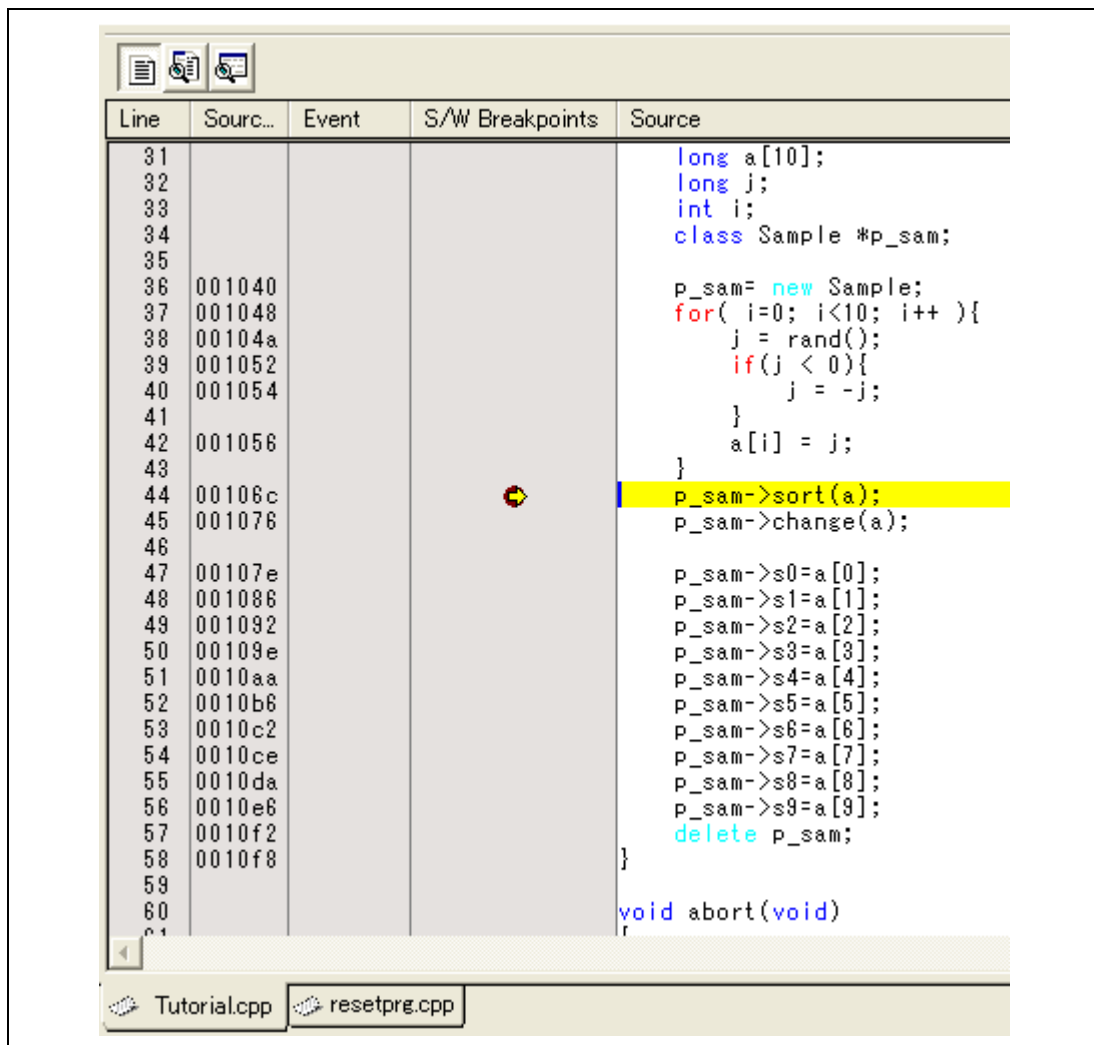 Line Sourc... Event S/W Breakpoints Source
31 long a[10];
32 long j;
33 int i;
34 class Sample *p_sam;
35
36 001040 p_sam= new Sample;
37 001048 for( i=0; i<10; i++ ){
38 00104a j = rand();
39 001052 if(j < 0){
40 001054 j = -j;
41 }
42 001056 a[i] = j;
43 }
44 00106c p_sam->sort(a);
45 001076 p_sam->change(a);
46
47 00107e p_sam->s0=a[0];
48 001086 p_sam->s1=a[1];
49 001092 p_sam->s2=a[2];
50 00109e p_sam->s3=a[3];
51 0010aa p_sam->s4=a[4];
52 0010b6 p_sam->s5=a[5];
53 0010c2 p_sam->s6=a[6];
54 0010ce p_sam->s7=a[7];
55 0010da p_sam->s8=a[8];
56 0010e6 p_sam->s9=a[9];
57 0010f2 delete p_sam;
58 0010f8 }
59
60 void abort(void)
Tutorial.cpp resetprg.cpp